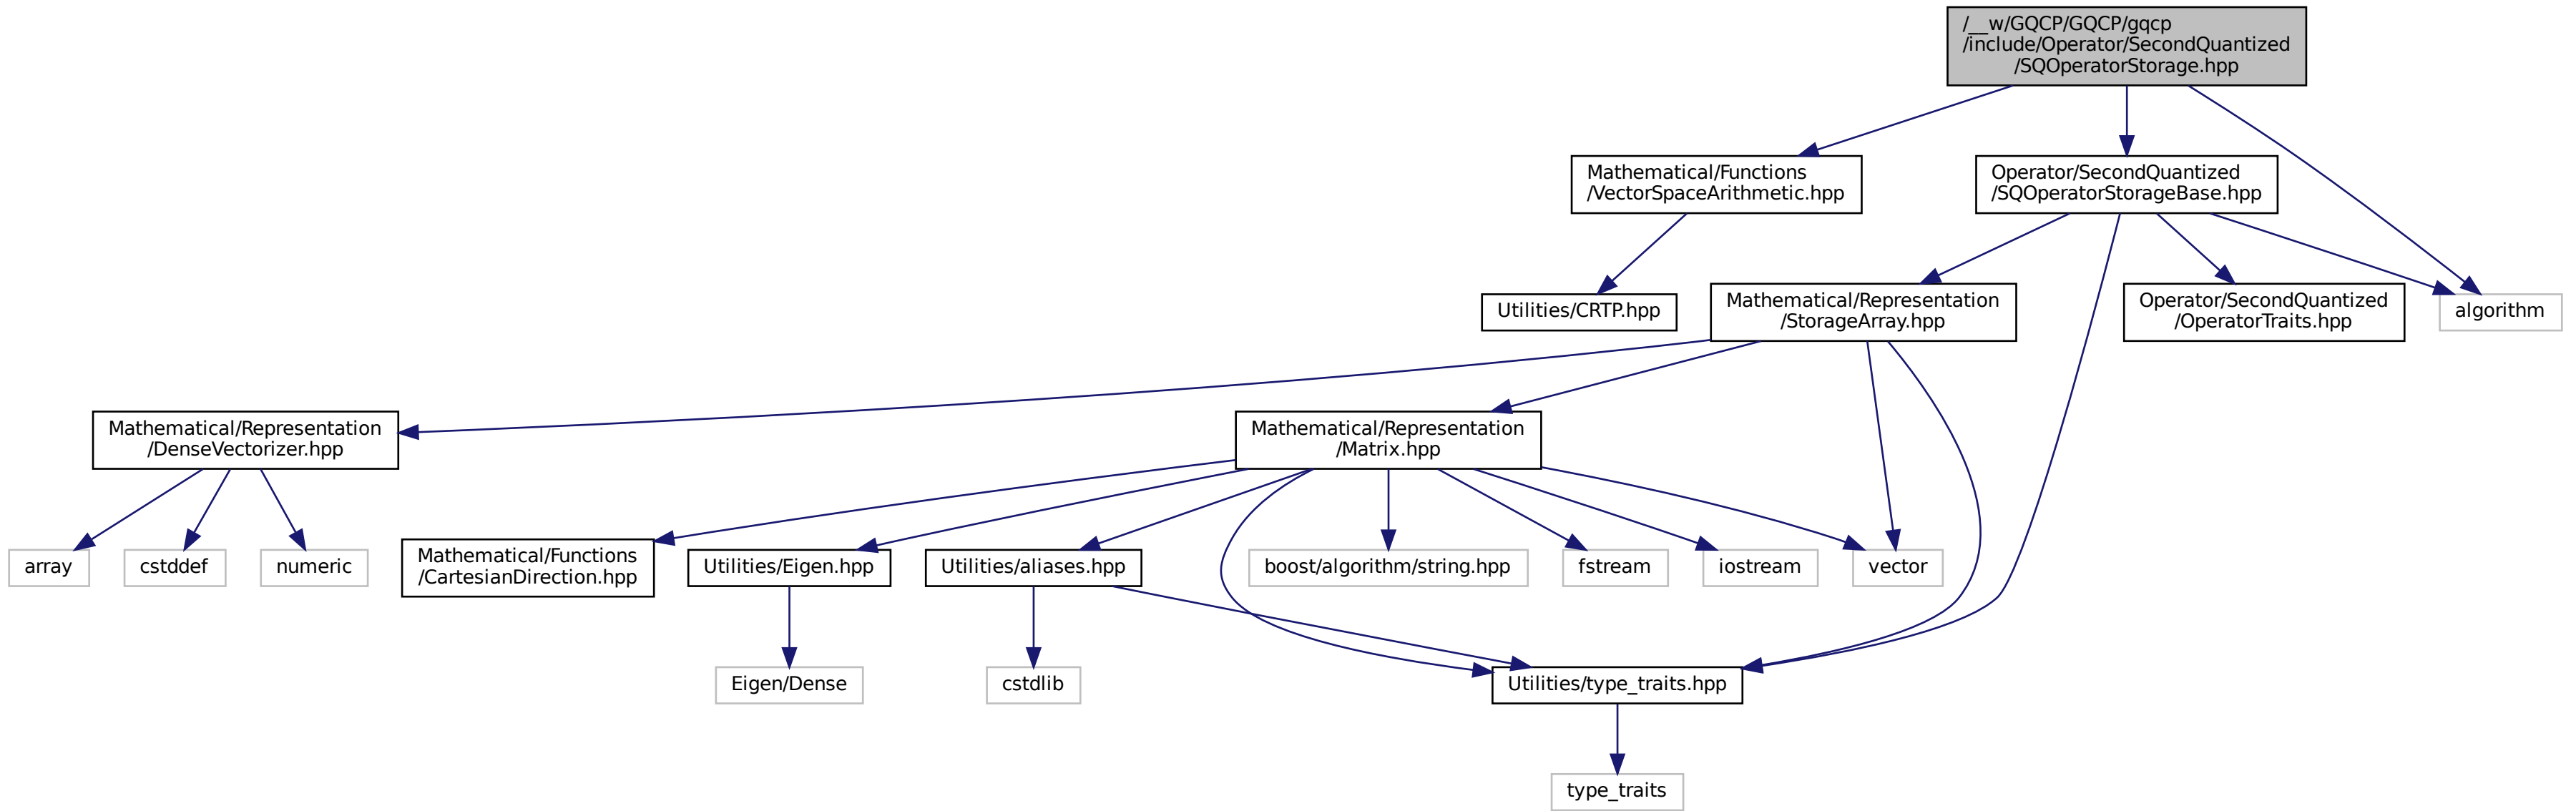 /__w/GQCP/GQCP/gqcp
/include/Operator/SecondQuantized
/SQOperatorStorage.hpp
Mathematical/Functions
/VectorSpaceArithmetic.hpp
Operator/SecondQuantized
/SQOperatorStorageBase.hpp
Utilities/CRTP.hpp
Mathematical/Representation
/StorageArray.hpp
Operator/SecondQuantized
/OperatorTraits.hpp
algorithm
Mathematical/Representation
/DenseVectorizer.hpp
Mathematical/Representation
/Matrix.hpp
array
cstddef
numeric
Mathematical/Functions
/CartesianDirection.hpp
Utilities/Eigen.hpp
Utilities/aliases.hpp
boost/algorithm/string.hpp
fstream
iostream
vector
Eigen/Dense
cstdlib
Utilities/type_traits.hpp
type_traits